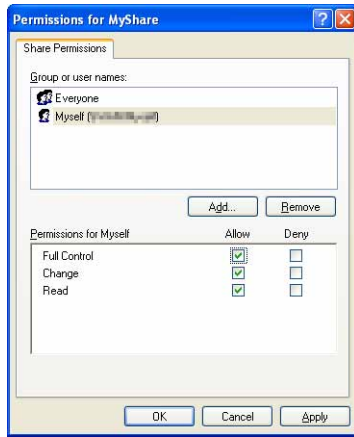 Permissions for MyShare
Share Permissions
Group or user names:
Everyone
Myself (
Add... Remove
Permissions for Myself Allow Deny
Full Control
Change
Read
OK Cancel Apply